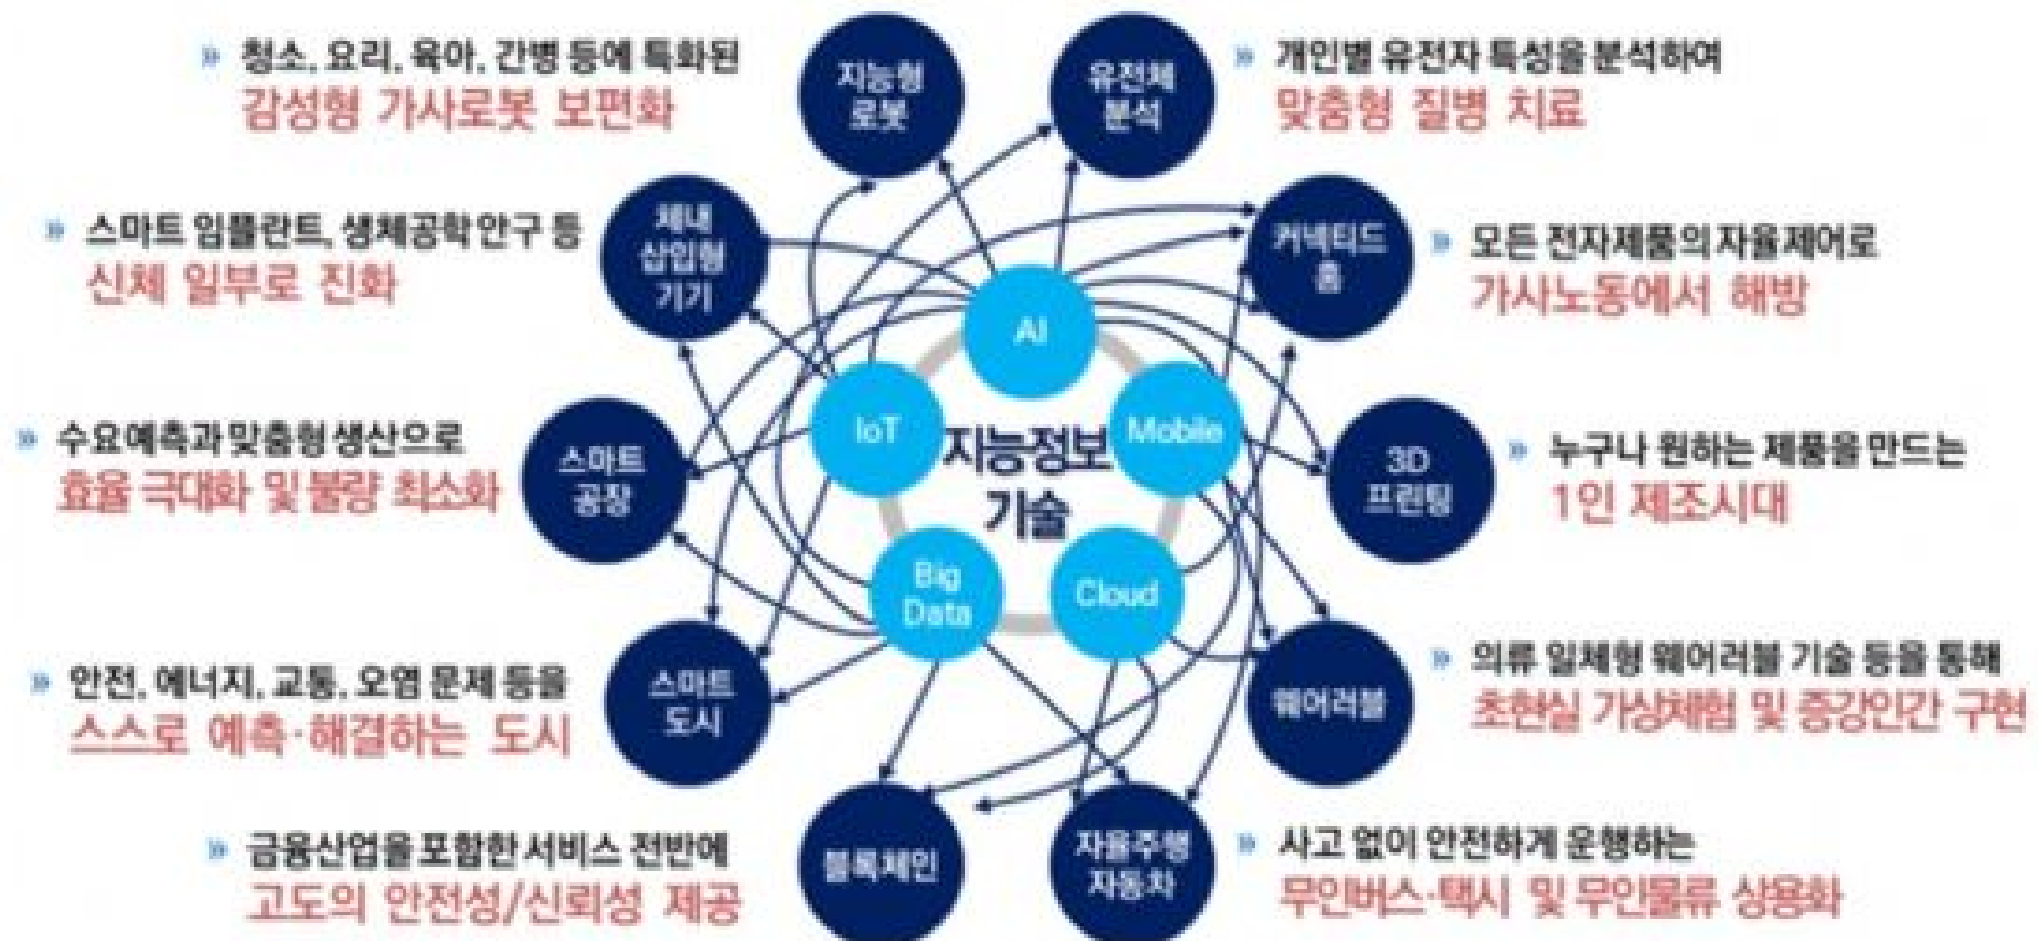 청소, 요리, 육아, 간병 등에 특화된
감성형 가사로봇 보편화
지능형
로봇
유전체
분석
개인별 유전자 특성을 분석하여
맞춤형 질병 치료
스마트 임플란트, 생체공학 안구 등
신체 일부로 진화
체내
삽입형
기기
커넥티드
홈
모든 전자제품의 자율제어로
가사노동에서 해방
AI
IoT
Mobile
지능정보
기술
Big
Data
Cloud
수요예측과 맞춤형 생산으로
효율 극대화 및 불량 최소화
스마트
공장
3D
프린팅
누구나 원하는 제품을 만드는
1인 제조시대
안전, 에너지, 교통, 오염 문제 등을
스스로 예측·해결하는 도시
스마트
도시
웨어러블
의류 일체형 웨어러블 기술 등을 통해
초현실 가상체험 및 증강인간 구현
금융산업을 포함한 서비스 전반에
고도의 안전성/신뢰성 제공
블록체인
자율주행
자동차
사고 없이 안전하게 운행하는
무인버스·택시 및 무인물류 상용화